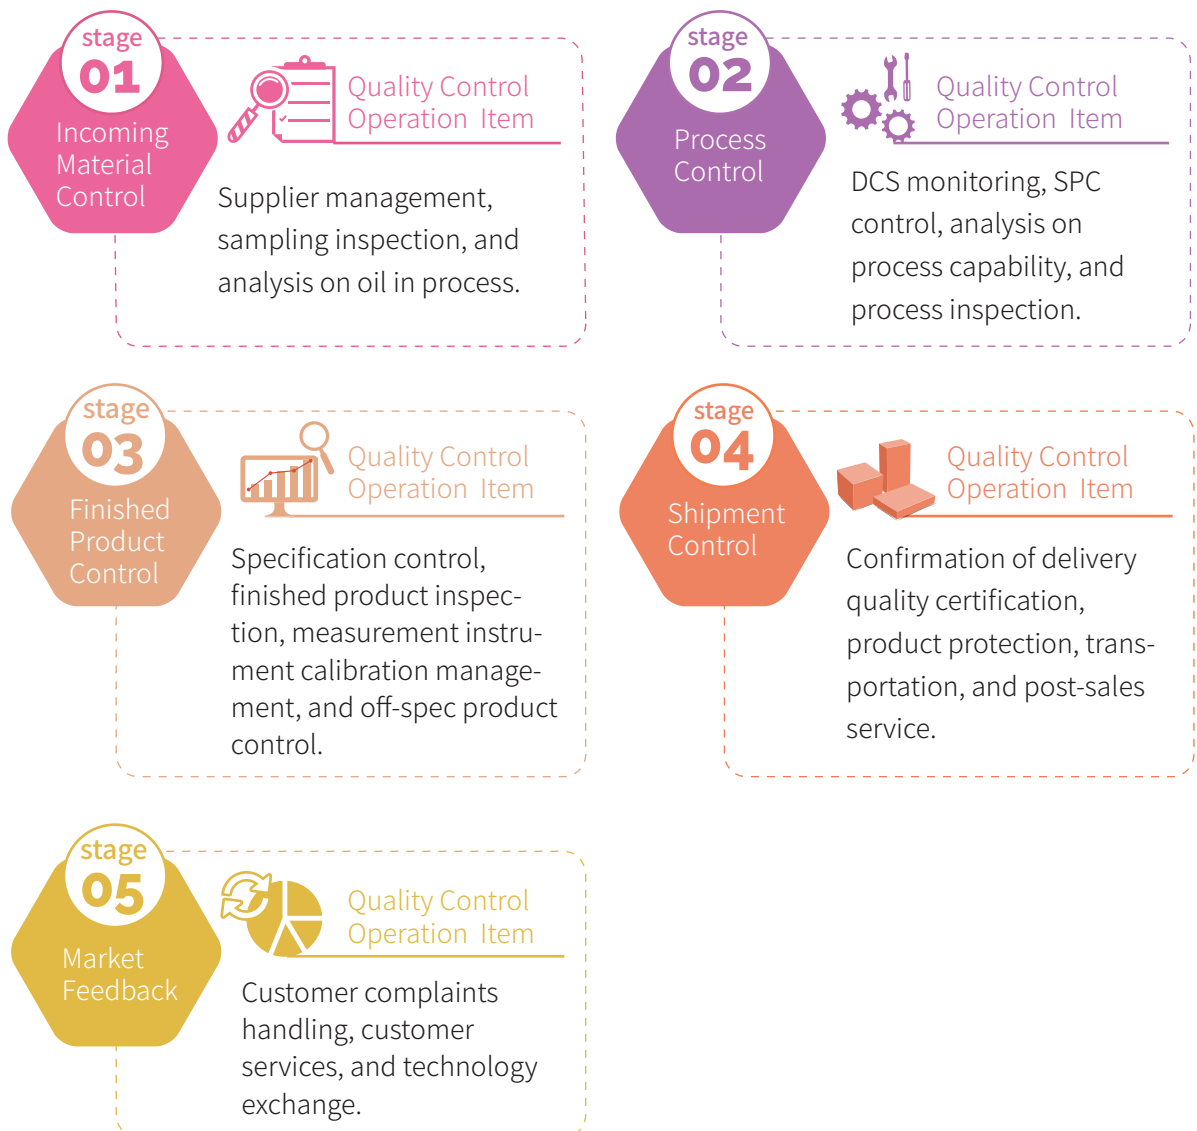 stage
01
Incoming
Material
Control
Quality Control
Operation Item
Supplier management,
sampling inspection, and
analysis on oil in process.
stage
02
Process
Control
Quality Control
Operation Item
DCS monitoring, SPC
control, analysis on
process capability, and
process inspection.
stage
03
Finished
Product
Control
Quality Control
Operation Item
Specification control,
finished product inspec-
tion, measurement instru-
ment calibration manage-
ment, and off-spec product
control.
stage
04
Shipment
Control
Quality Control
Operation Item
Confirmation of delivery
quality certification,
product protection, trans-
portation, and post-sales
service.
stage
05
Market
Feedback
Quality Control
Operation Item
Customer complaints
handling, customer
services, and technology
exchange.